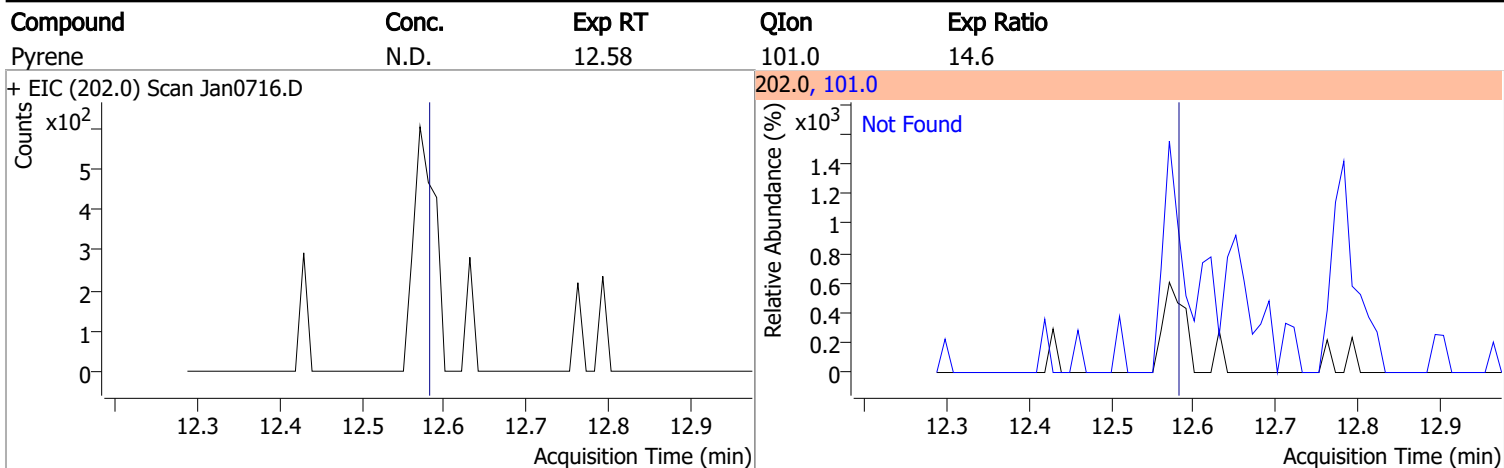 Compound Conc. Exp RT QIon Exp Ratio
Pyrene N.D. 12.58 101.0 14.6
+ EIC (202.0) Scan Jan0716.D
Counts
x10²
5
4
3
2
1
0
12.3 12.4 12.5 12.6 12.7 12.8 12.9
Acquisition Time (min)
202.0, 101.0
Relative Abundance (%)
x10³
Not Found
1.4
1.2
1
0.8
0.6
0.4
0.2
0
12.3 12.4 12.5 12.6 12.7 12.8 12.9
Acquisition Time (min)